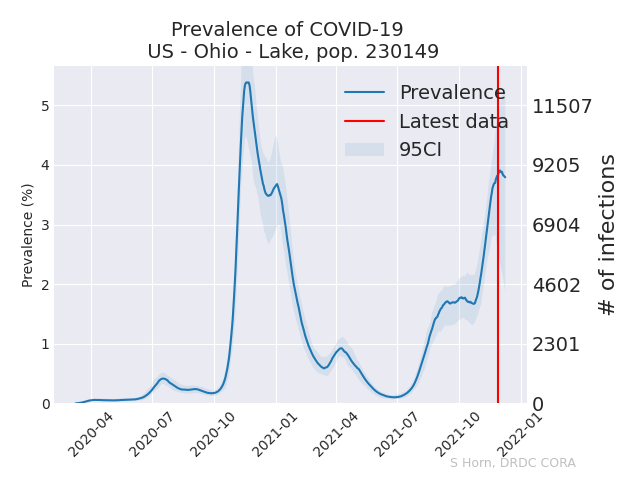 Prevalence of COVID-19
US - Ohio - Lake, pop. 230149
Prevalence
Latest data
95CI
Prevalence (%)
5
4
3
2
1
0
11507
9205
6904
4602
2301
0
# of infections
2020-04
2020-07
2020-10
2021-01
2021-04
2021-07
2021-10
2022-01
S Horn, DRDC CORA